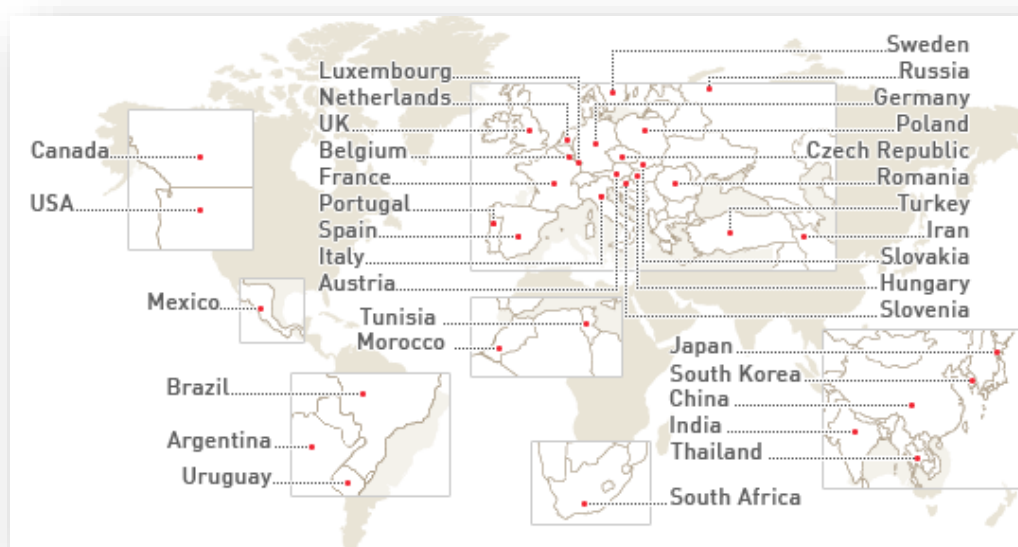 Sweden
Luxembourg
Russia
Netherlands
Germany
UK
Poland
Canada
Belgium
Czech Republic
France
Romania
USA
Portugal
Turkey
Spain
Iran
Italy
Slovakia
Austria
Hungary
Mexico
Slovenia
Tunisia
Morocco
Japan
South Korea
Brazil
China
India
Argentina
Thailand
Uruguay
South Africa